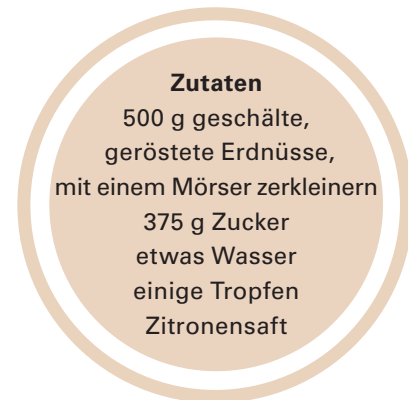 Zutaten
500 g geschälte,
geröstete Erdnüsse,
mit einem Mörser zerkleinern
375 g Zucker
etwas Wasser
einige Tropfen
Zitronensaft